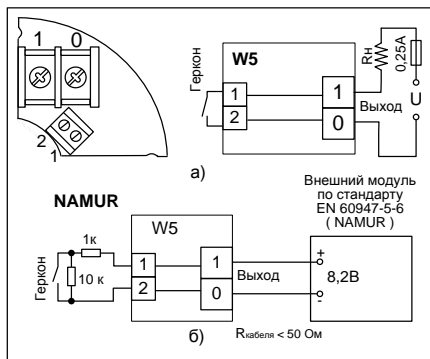 1 0
2
1
Геркон
W5
1
2
1
0
Выход
Rн
0,25А
U
а)
NAMUR
Внешний модуль
по стандарту
EN 60947-5-6
( NAMUR )
W5
Геркон
1к
10 к
1
2
1
0
Выход
+
-
8,2В
б)
Rкабеля < 50 Ом